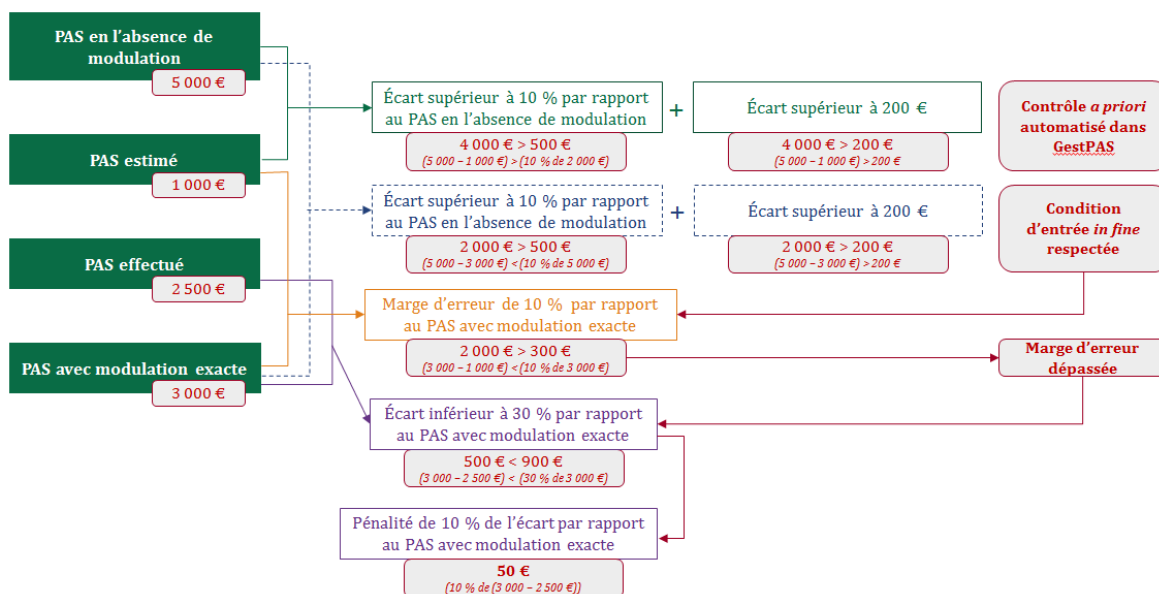 PAS en l'absence de
modulation
5 000 €
PAS estimé
1 000 €
PAS effectué
2 500 €
PAS avec modulation exacte
3 000 €
Écart supérieur à 10 % par rapport
au PAS en l'absence de modulation
4 000 € > 500 €
(5 000 – 1 000 €) > (10 % de 2 000 €)
+
Écart supérieur à 200 €
4 000 € > 200 €
(5 000 – 1 000 €) > 200 €
Contrôle a priori
automatisé dans
GestPAS
Écart supérieur à 10 % par rapport
au PAS en l'absence de modulation
2 000 € > 500 €
(5 000 – 3 000 €) < (10 % de 5 000 €)
+
Écart supérieur à 200 €
2 000 € > 200 €
(5 000 – 3 000 €) > 200 €
Condition
d'entrée in fine
respectée
Marge d'erreur de 10 % par rapport
au PAS avec modulation exacte
2 000 € > 300 €
(3 000 – 1 000 €) < (10 % de 3 000 €)
Marge d'erreur
dépassée
Écart inférieur à 30 % par rapport
au PAS avec modulation exacte
500 € < 900 €
(3 000 – 2 500 €) < (30 % de 3 000 €)
Pénalité de 10 % de l'écart par rapport
au PAS avec modulation exacte
50 €
(10 % de (3 000 – 2 500 €))